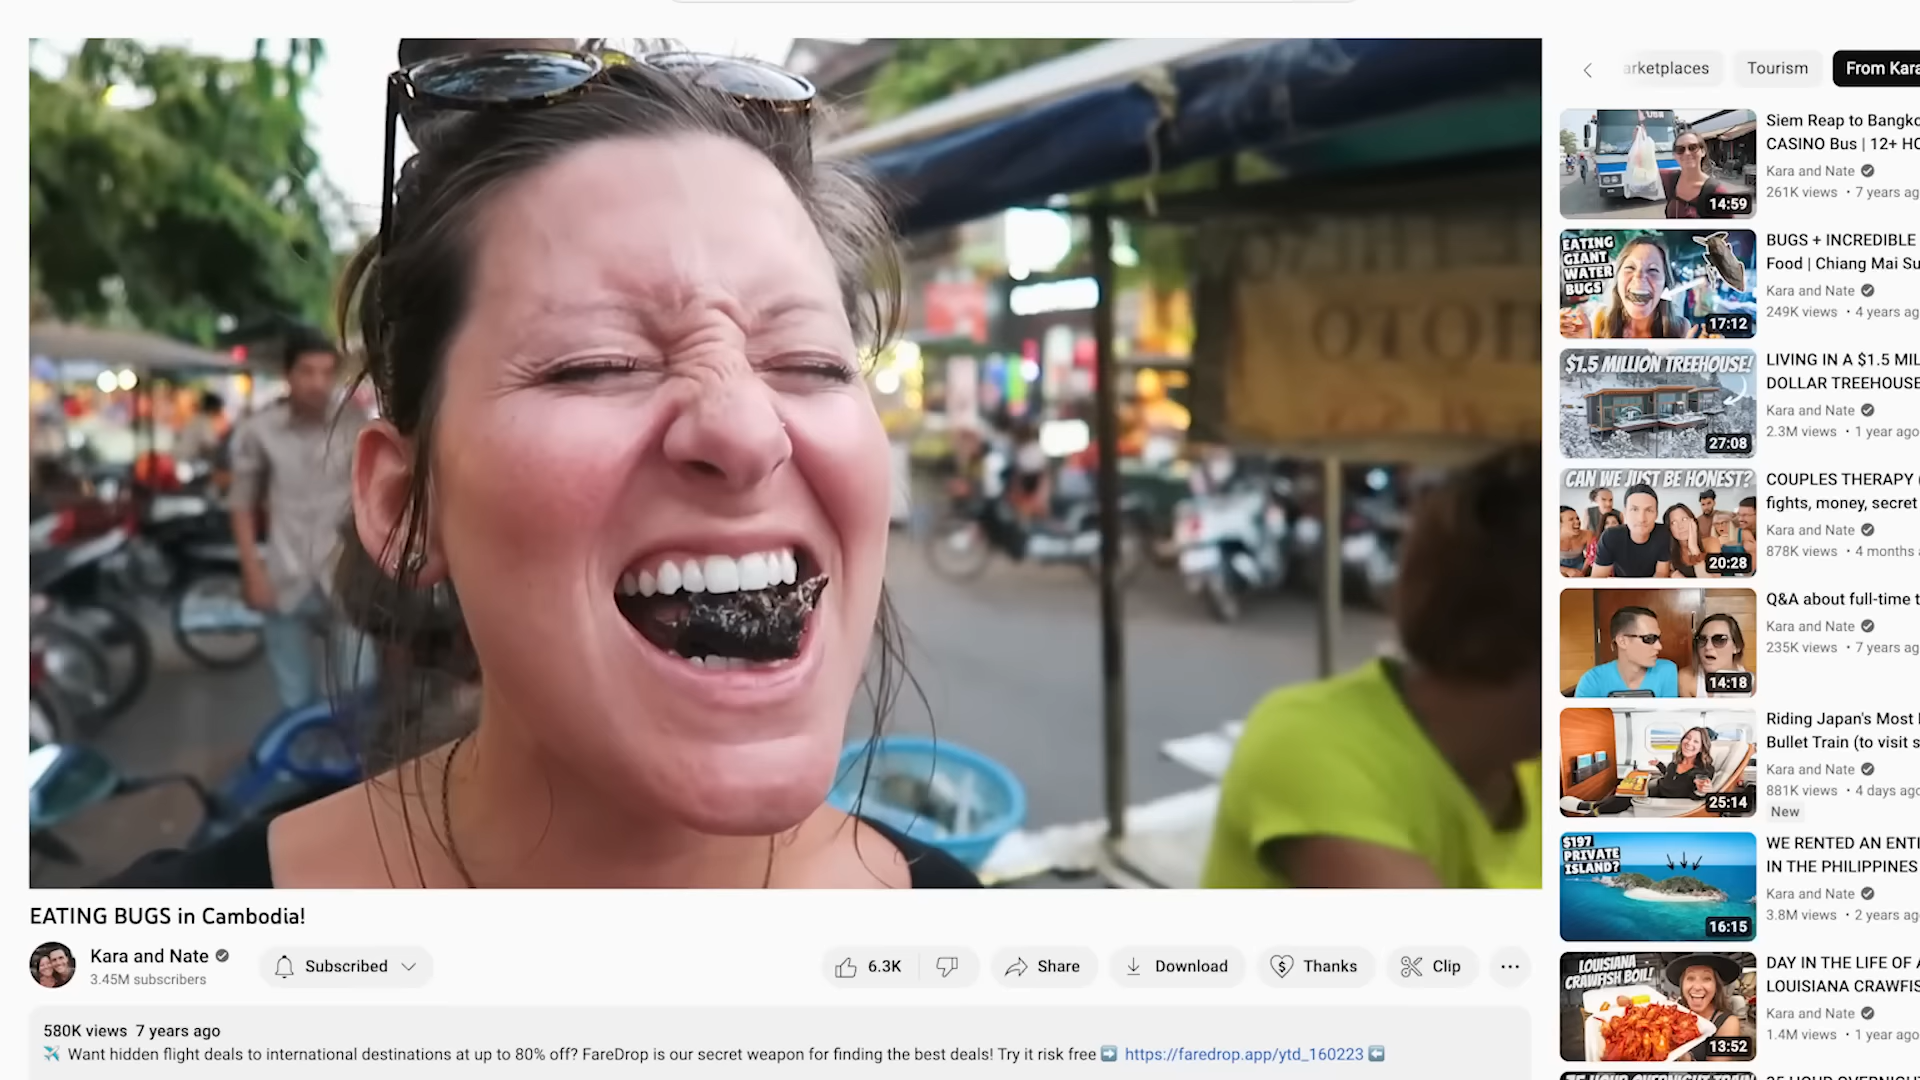 EATING BUGS in Cambodia!
Kara and Nate
3.45M subscribers
Subscribed
6.3K
Share
Download
Thanks
Clip
580K views 7 years ago
Want hidden flight deals to international destinations at up to 80% off? FareDrop is our secret weapon for finding the best deals! Try it risk free https://faredrop.app/ytd_160223
arketplaces
Tourism
From Kara
USB
14:59
Siem Reap to Bangko
CASINO Bus | 12+ HO
Kara and Nate
261K views • 7 years ag
EATING
GIANT
WATER
BUGS
17:12
BUGS + INCREDIBLE
Food | Chiang Mai Su
Kara and Nate
249K views • 4 years ag
$1.5 MILLION TREEHOUSE!
27:08
LIVING IN A $1.5 MIL
DOLLAR TREEHOUSE
Kara and Nate
2.3M views • 1 year ago
CAN WE JUST BE HONEST?
20:28
COUPLES THERAPY (
fights, money, secret
Kara and Nate
878K views • 4 months a
14:18
Q&A about full-time t
Kara and Nate
235K views • 7 years ag
25:14
Riding Japan's Most
Bullet Train (to visit s
Kara and Nate
881K views • 4 days ago
New
$197
PRIVATE
ISLAND?
16:15
WE RENTED AN ENTI
IN THE PHILIPPINES
Kara and Nate
3.8M views • 2 years ag
LOUISIANA
CRAWFISH BOIL!
13:52
DAY IN THE LIFE OF A
LOUISIANA CRAWFIS
Kara and Nate
1.4M views • 1 year ago